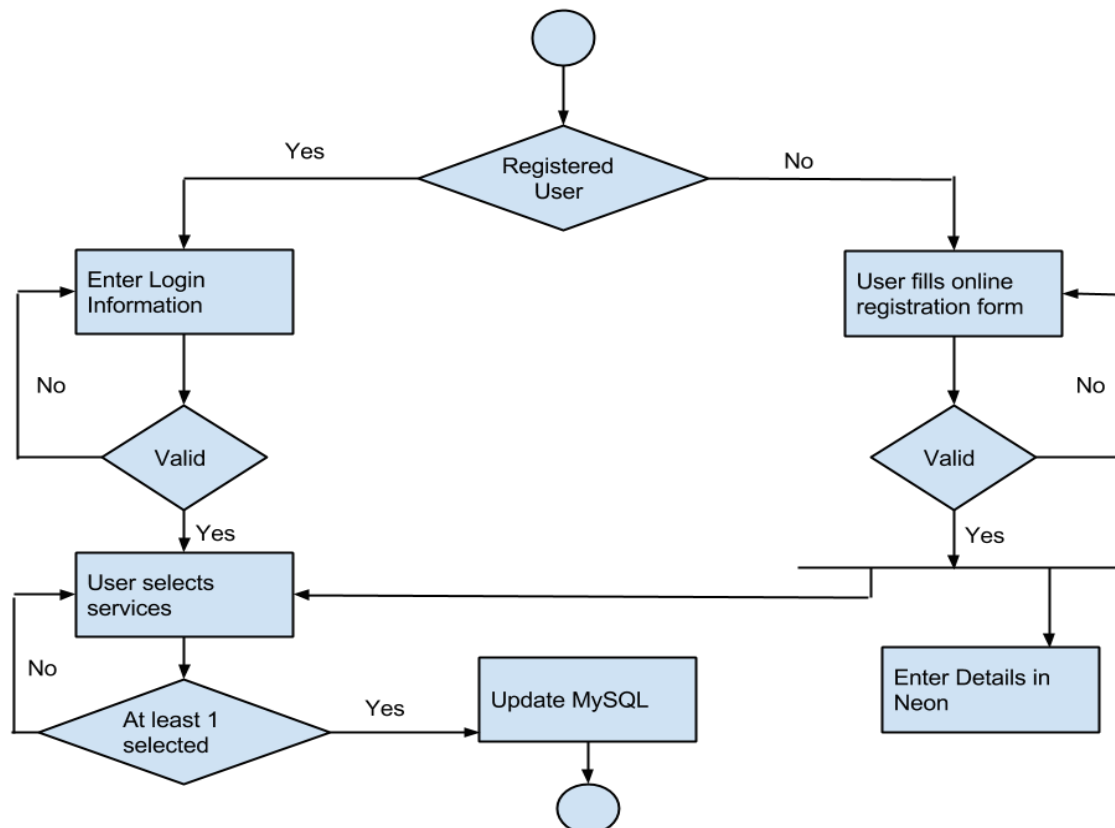 Yes
Registered
User
No
Enter Login
Information
User fills online
registration form
No
No
Valid
Valid
Yes
Yes
User selects
services
No
At least 1
selected
Yes
Update MySQL
Enter Details in
Neon